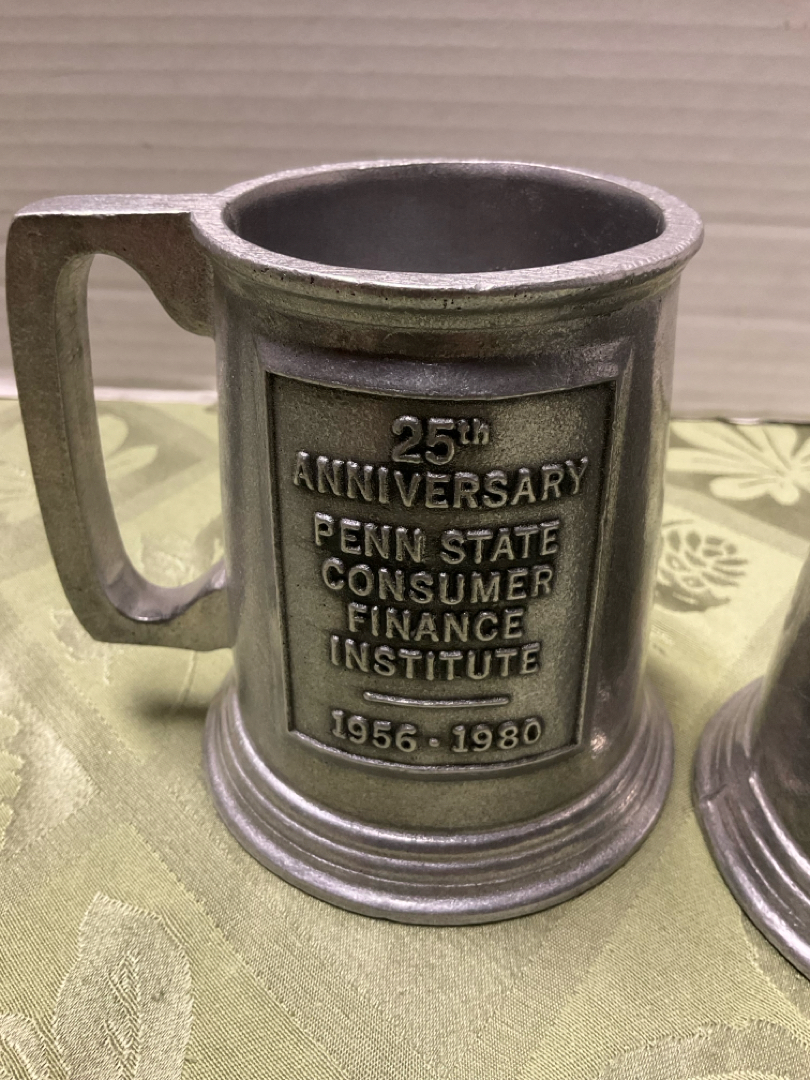 25th
ANNIVERSARY
PENN STATE
CONSUMER
FINANCE
INSTITUTE
1956 - 1980